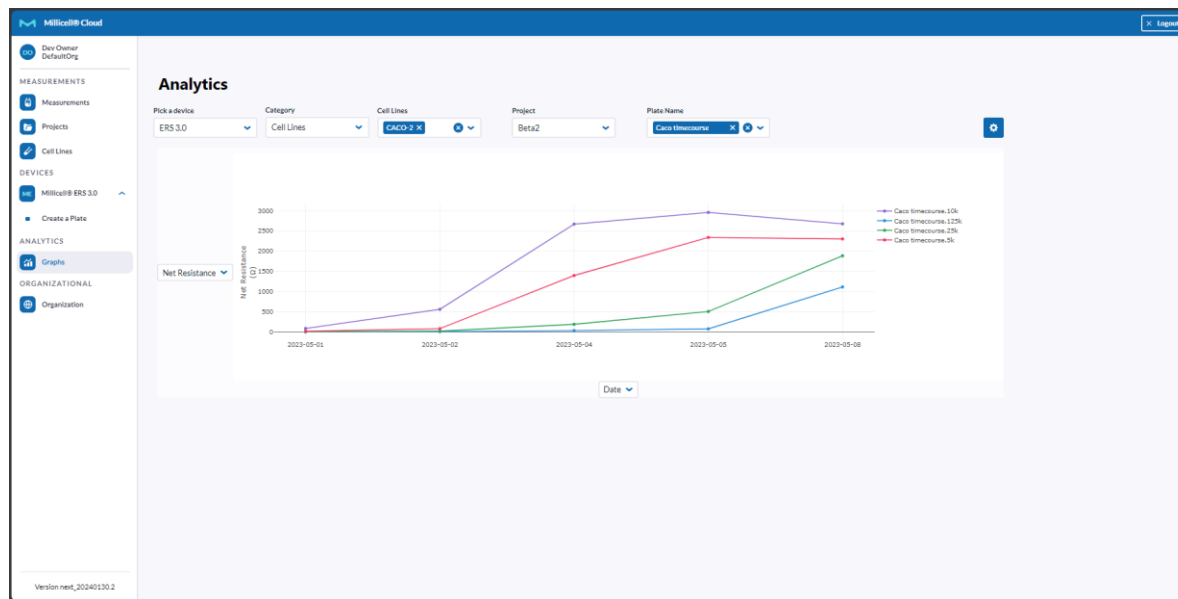 Millicell® Cloud
Logout
DO
Dev Owner
DefaultOrg
MEASUREMENTS
Measurements
Projects
Cell Lines
DEVICES
Millicell® ERS 3.0
Create a Plate
ANALYTICS
Graphs
ORGANIZATIONAL
Organization
Version next_20240130.2
Analytics
Pick a device
Category
Cell Lines
Project
Plate Name
ERS 3.0
Cell Lines
CACO-2
Beta2
Caco timecourse
Net Resistance
Net Resistance
(Ω)
3000
2500
2000
1500
1000
500
0
2023-05-01
2023-05-02
2023-05-04
2023-05-05
2023-05-08
Caco timecourse.10k
Caco timecourse.125k
Caco timecourse.25k
Caco timecourse.5k
Date